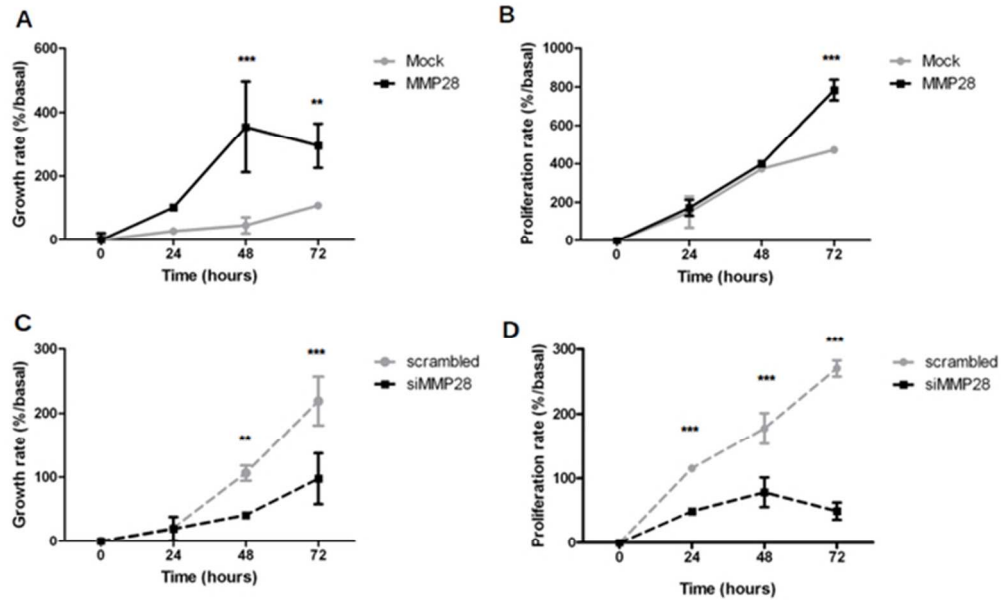 A
Growth rate (%/basal)
600
400
200
0
***
**
0 24 48 72
Time (hours)
Mock
MMP28
B
Proliferation rate (%/basal)
1000
800
600
400
200
0
***
0 24 48 72
Time (hours)
Mock
MMP28
C
Growth rate (%/basal)
300
200
100
0
**
***
0 24 48 72
Time (hours)
scrambled
siMMP28
D
Proliferation rate (%/basal)
300
200
100
0
***
***
***
0 24 48 72
Time (hours)
scrambled
siMMP28